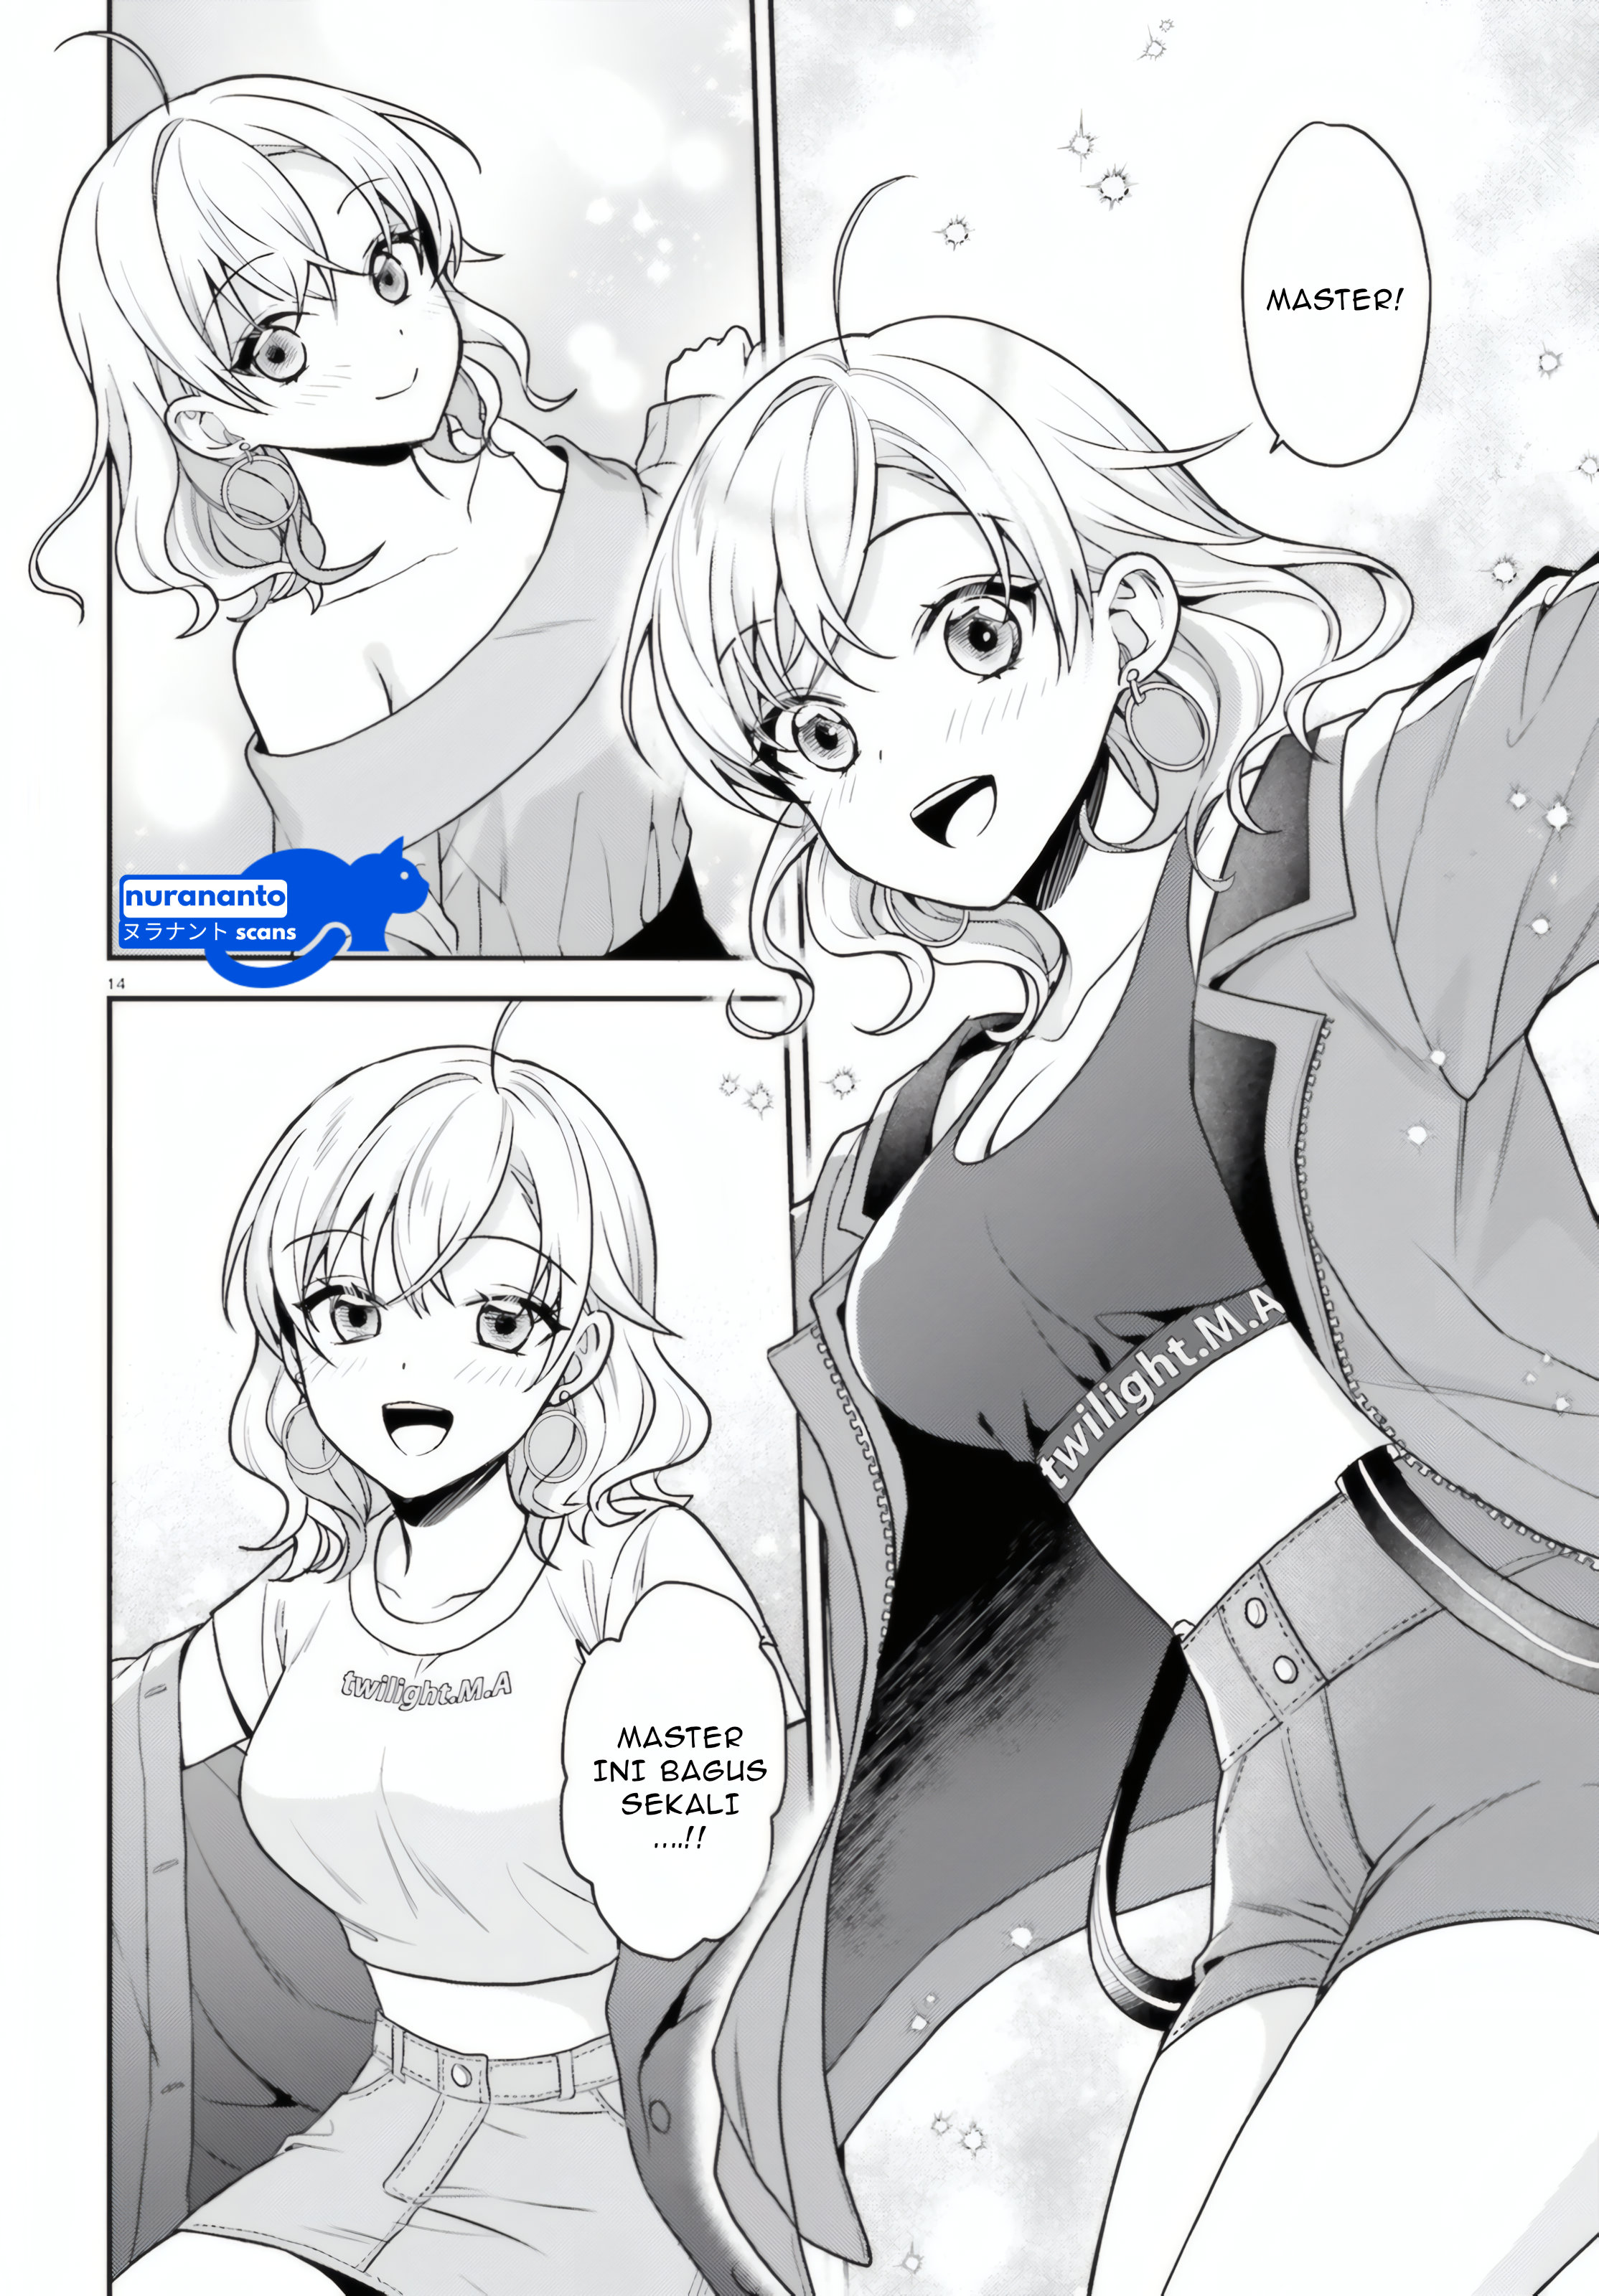 MASTER!
nurananto
ヌラナント scans
14
twilight.M.A
twilight.M.A
MASTER
INI BAGUS
SEKALI
....!!